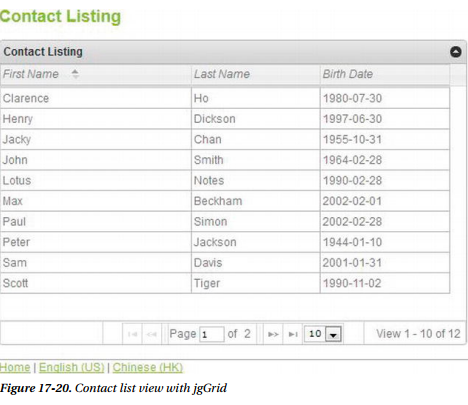 Contact Listing
Contact Listing
First Name Last Name Birth Date
Clarence Ho 1980-07-30
Henry Dickson 1997-06-30
Jacky Chan 1955-10-31
John Smith 1964-02-28
Lotus Notes 1990-02-28
Max Beckham 2002-02-01
Paul Simon 2002-02-28
Peter Jackson 1944-01-10
Sam Davis 2001-01-31
Scott Tiger 1990-11-02
Page 1 of 2 10 View 1 - 10 of 12
Home | English (US) | Chinese (HK)
Figure 17-20. Contact list view with jgGrid